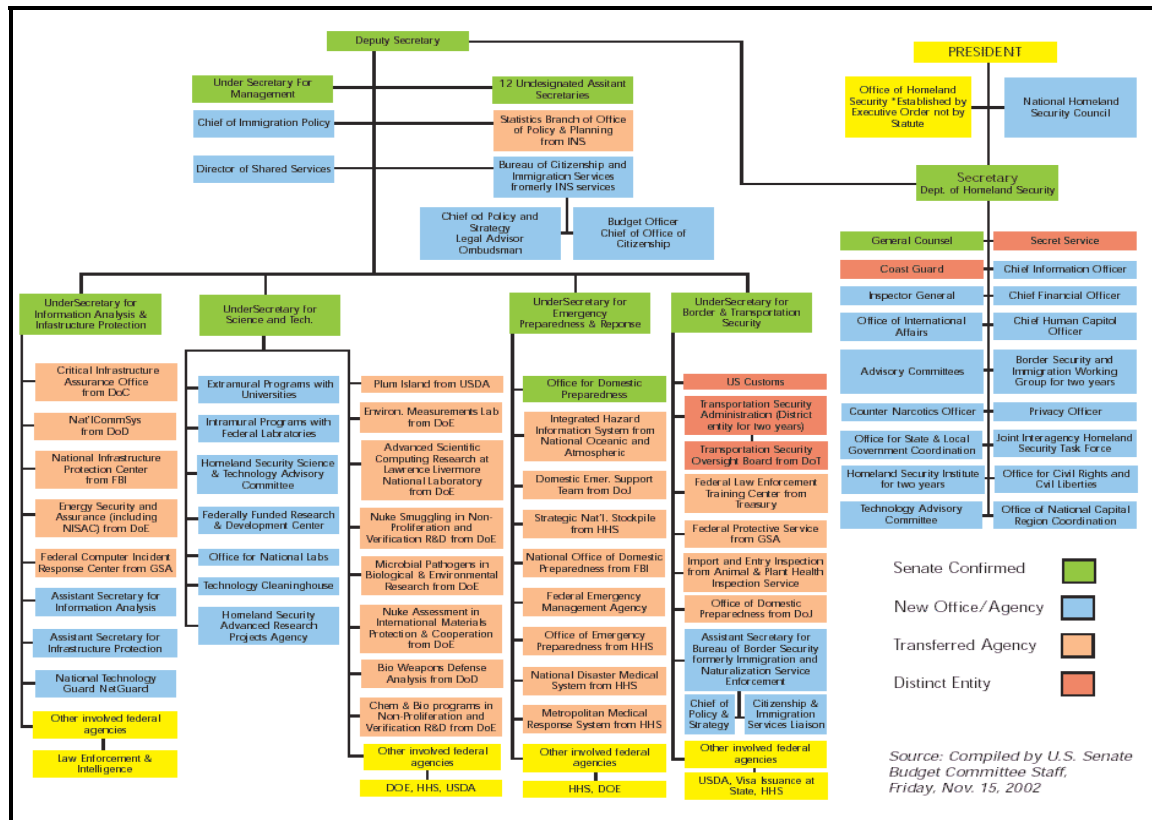 Deputy Secretary
PRESIDENT
Under Secretary For
Management
12 Undesignated Assitant
Secretaries
Office of Homeland
Security *Established by
Executive Order not by
Statute
National Homeland
Security Council
Chief of Immigration Policy
Statistics Branch of Office
of Policy & Planning
from INS
Director of Shared Services
Bureau of Citizenship and
Immigration Services
fromerly INS services
Secretary
Dept. of Homeland Security
Chief od Policy and
Strategy
Legal Advisor
Ombudsman
Budget Officer
Chief of Office of
Citizenship
General Counsel
Secret Service
Coast Guard
Chief Information Officer
Inspector General
Chief Financial Officer
Office of International
Affairs
Chief Human Capitol
Officer
Advisory Committees
Border Security and
Immigration Working
Group for two years
Counter Narcotics Officer
Privacy Officer
Office for State & Local
Government Coordination
Joint Interagency Homeland
Security Task Force
Homeland Security Institute
for two years
Office for Civil Rights and
Cvil Liberties
Technology Advisory
Committee
Office of National Capital
Region Coordination
UnderSecretary for
Information Analysis &
Infastructure Protection
Critical Infrastructure
Assurance Office
from DoC
Nat'lCommSys
from DoD
National Infrastructure
Protection Center
from FBI
Energy Security and
Assurance (including
NISAC) from DoE
Federal Computer Incident
Response Center from GSA
Assistant Secretary for
Information Analysis
Assistant Secretary for
Infrastructure Protection
National Technology
Guard NetGuard
Other involved federal
agencies
Law Enforcement &
Intelligence
UnderSecretary for
Science and Tech.
Extramural Programs with
Universities
Intramural Programs with
Federal Labratories
Homeland Security Science
& Technology Advisory
Committee
Federally Funded Research
& Development Center
Office for National Labs
Technology Cleaninghouse
Homeland Security
Advanced Research
Projects Agency
Plum Island from USDA
Environ. Measurements Lab
from DoE
Advanced Scientific
Computing Research at
Lawrence Livermore
National Laboratory
from DoE
Nuke Smuggling in Non-
Proliferation and
Verification R&D from DoE
Microbial Pathogens in
Biological & Environmental
Research from DoE
Nuke Assessment in
International Materials
Protection & Cooperation
from DoE
Bio Weapons Defense
Analysis from DoD
Chem & Bio programs in
Non-Proliferation and
Verification R&D from DoE
Other involved federal
agencies
DOE, HHS, USDA
UnderSecretary for
Emergency
Preparedness & Reponse
Office for Domestic
Preparedness
Integrated Hazard
Information System from
National Oceanic and
Atmospheric
Domestic Emer. Support
Team from DoJ
Strategic Nat'l. Stockpile
from HHS
National Office of Domestic
Preparedness from FBI
Federal Emergency
Management Agency
Office of Emergency
Preparedness from HHS
National Disaster Medical
System from HHS
Metropolitan Medical
Response System from HHS
Other involved federal
agencies
HHS, DOE
UnderSecretary for
Border & Transportation
Security
US Customs
Transportation Security
Administration (District
entity for two years)
Transportation Security
Oversight Board from DoT
Federal Law Enforcement
Training Center from
Treasury
Federal Protective Service
from GSA
Import and Entry Inspection
from Animal & Plant Health
Inspection Service
Office of Domestic
Preparedness from DoJ
Assistant Secretary for
Bureau of Border Security
formerly Immigration and
Naturalization Service
Enforcement
Chief of
Policy &
Strategy
Citizenship &
Immigration
Services Liaison
Other involved federal
agencies
USDA, Visa Issuance at
State, HHS
Senate Confirmed
New Office/Agency
Transferred Agency
Distinct Entity
Source: Compiled by U.S. Senate
Budget Committee Staff,
Friday, Nov. 15, 2002